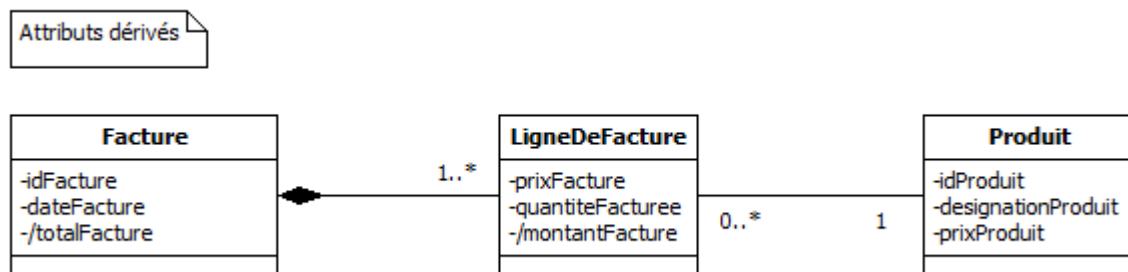 Attributs dérivés
Facture
-idFacture
-dateFacture
-/totalFacture
1..*
LigneDeFacture
-prixFacture
-quantiteFacturee
-/montantFacture
0..*
1
Produit
-idProduit
-designationProduit
-prixProduit